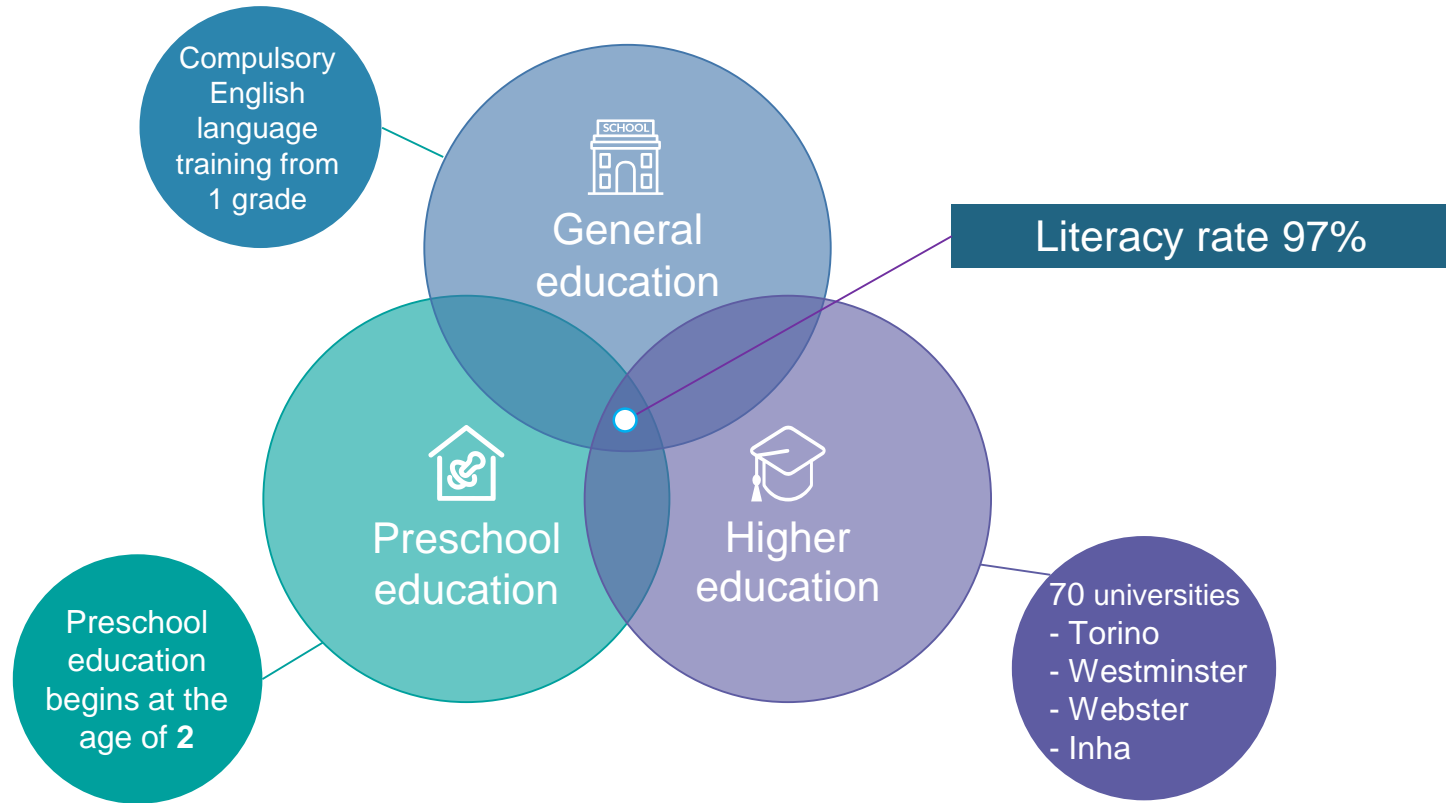 Compulsory
English
language
training from
1 grade
SCHOOL
General
education
Literacy rate 97%
Preschool
education
Higher
education
Preschool
education
begins at the
age of 2
70 universities
- Torino
- Westminster
- Webster
- Inha